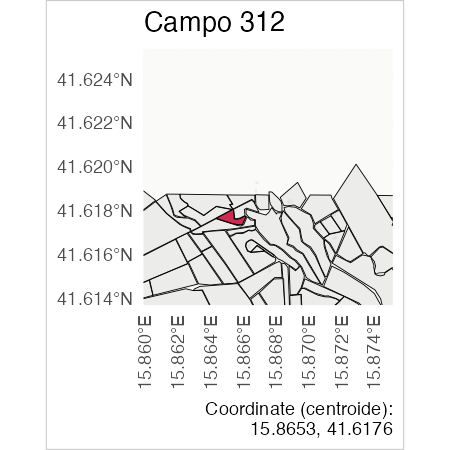 Campo 312
41.624°N
41.622°N
41.620°N
41.618°N
41.616°N
41.614°N
15.860°E
15.862°E
15.864°E
15.866°E
15.868°E
15.870°E
15.872°E
15.874°E
Coordinate (centroide):
15.8653, 41.6176